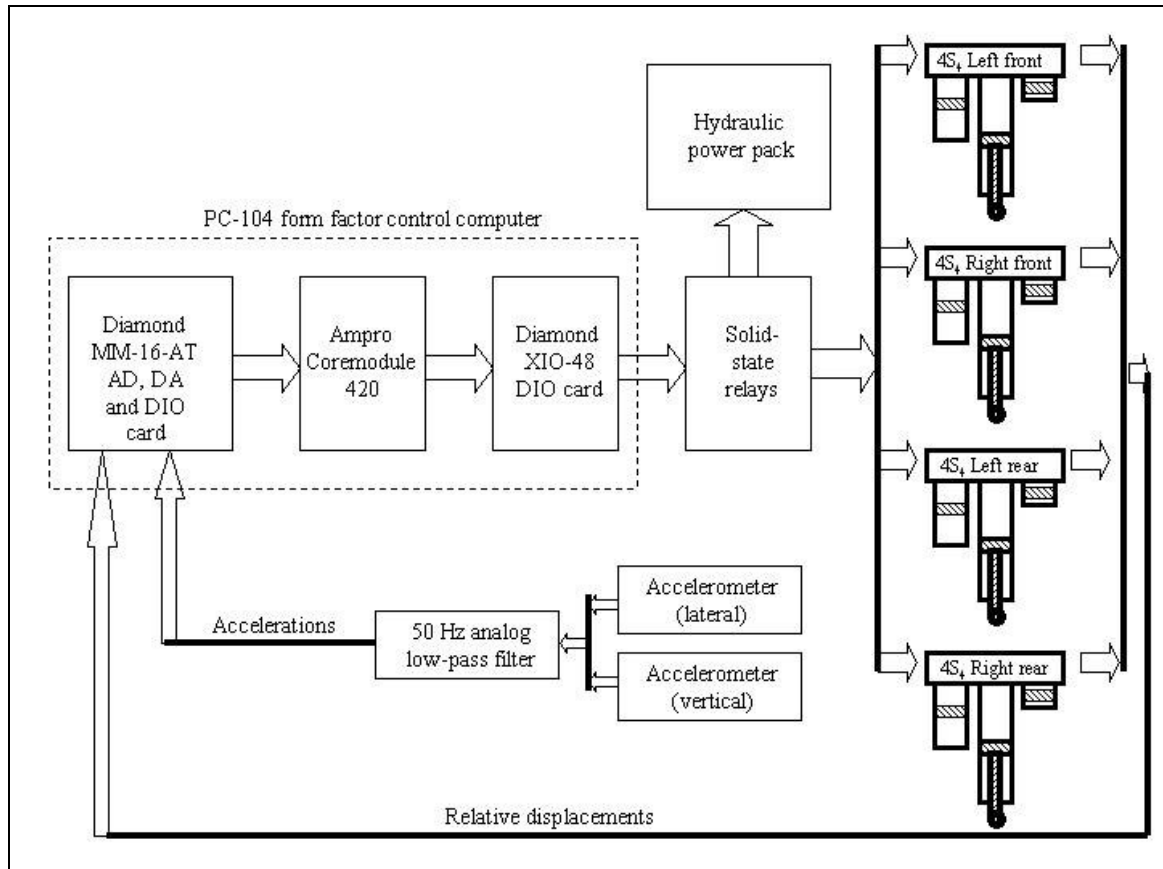 4S₄ Left front
Hydraulic
power pack
PC-104 form factor control computer
4S₄ Right front
Diamond
MM-16-AT
AD, DA
and DIO
card
Ampro
Coremodule
420
Diamond
XIO-48
DIO card
Solid-
state
relays
4S₄ Left rear
Accelerometer
(lateral)
Accelerations
50 Hz analog
low-pass filter
Accelerometer
(vertical)
4S₄ Right rear
Relative displacements